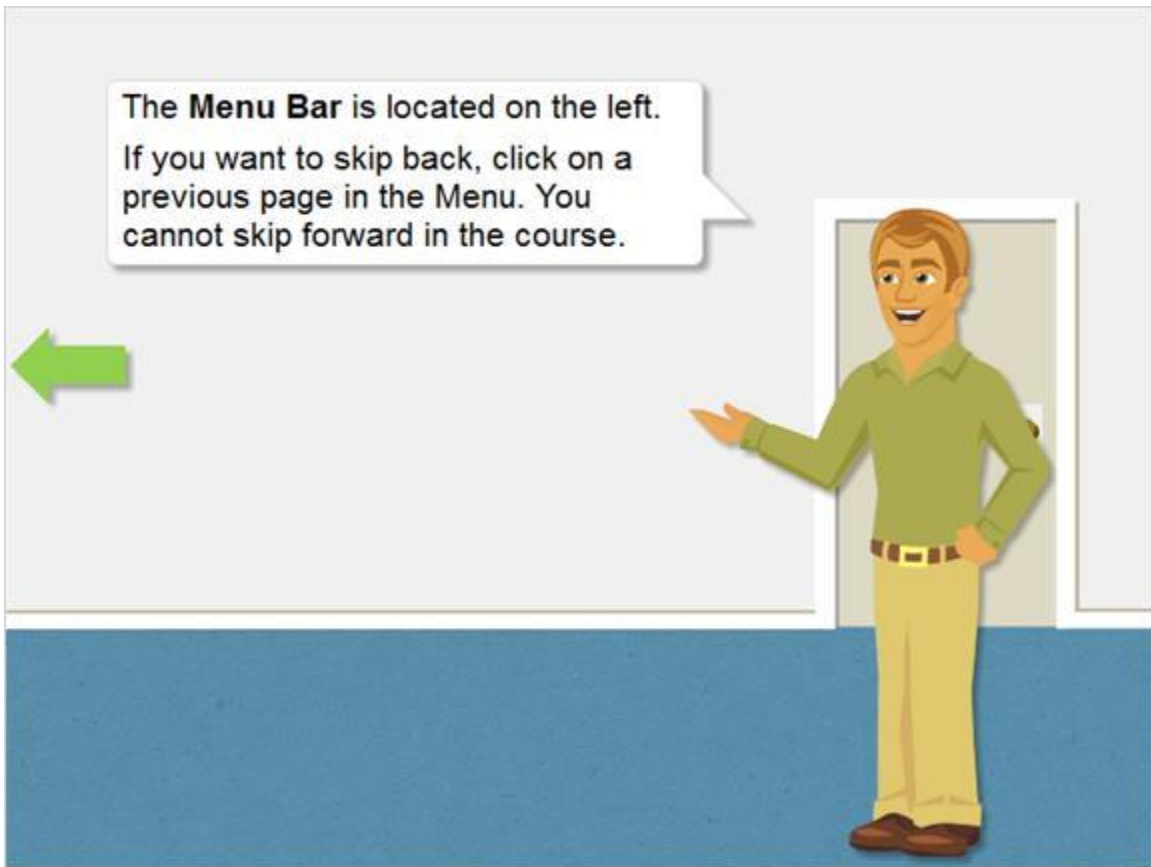 The Menu Bar is located on the left.
If you want to skip back, click on a
previous page in the Menu. You
cannot skip forward in the course.